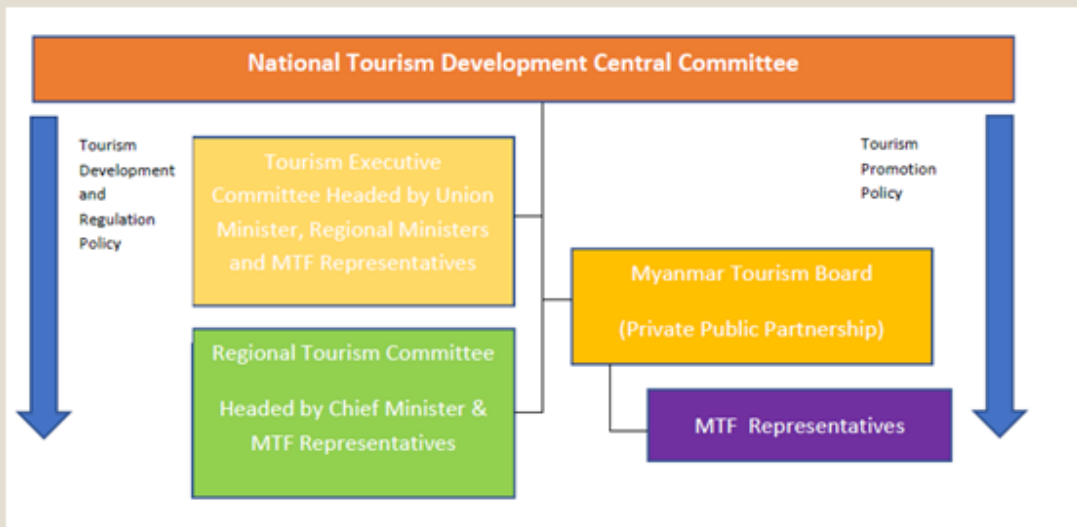 National Tourism Development Central Committee
Tourism
Development
and
Regulation
Policy
Tourism Executive
Committee Headed by Union
Minister, Regional Ministers
and MTF Representatives
Tourism
Promotion
Policy
Myanmar Tourism Board
(Private Public Partnership)
Regional Tourism Committee
Headed by Chief Minister &
MTF Representatives
MTF Representatives